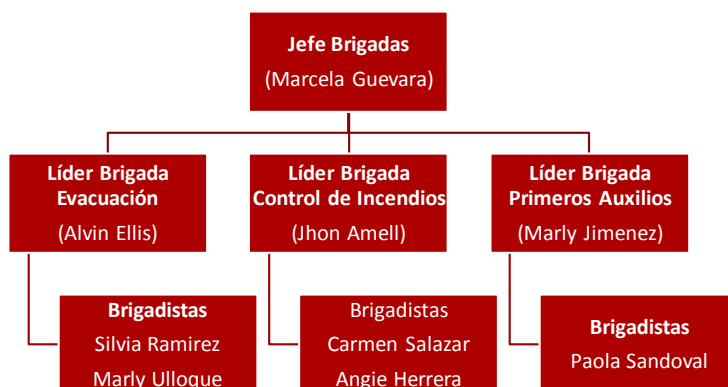 Jefe Brigadas
(Marcela Guevara)
Líder Brigada
Evacuación
(Alvin Ellis)
Líder Brigada
Control de Incendios
(Jhon Amell)
Líder Brigada
Primeros Auxilios
(Marly Jimenez)
Brigadistas
Silvia Ramirez
Marly Ulloque
Brigadistas
Carmen Salazar
Angie Herrera
Brigadistas
Paola Sandoval